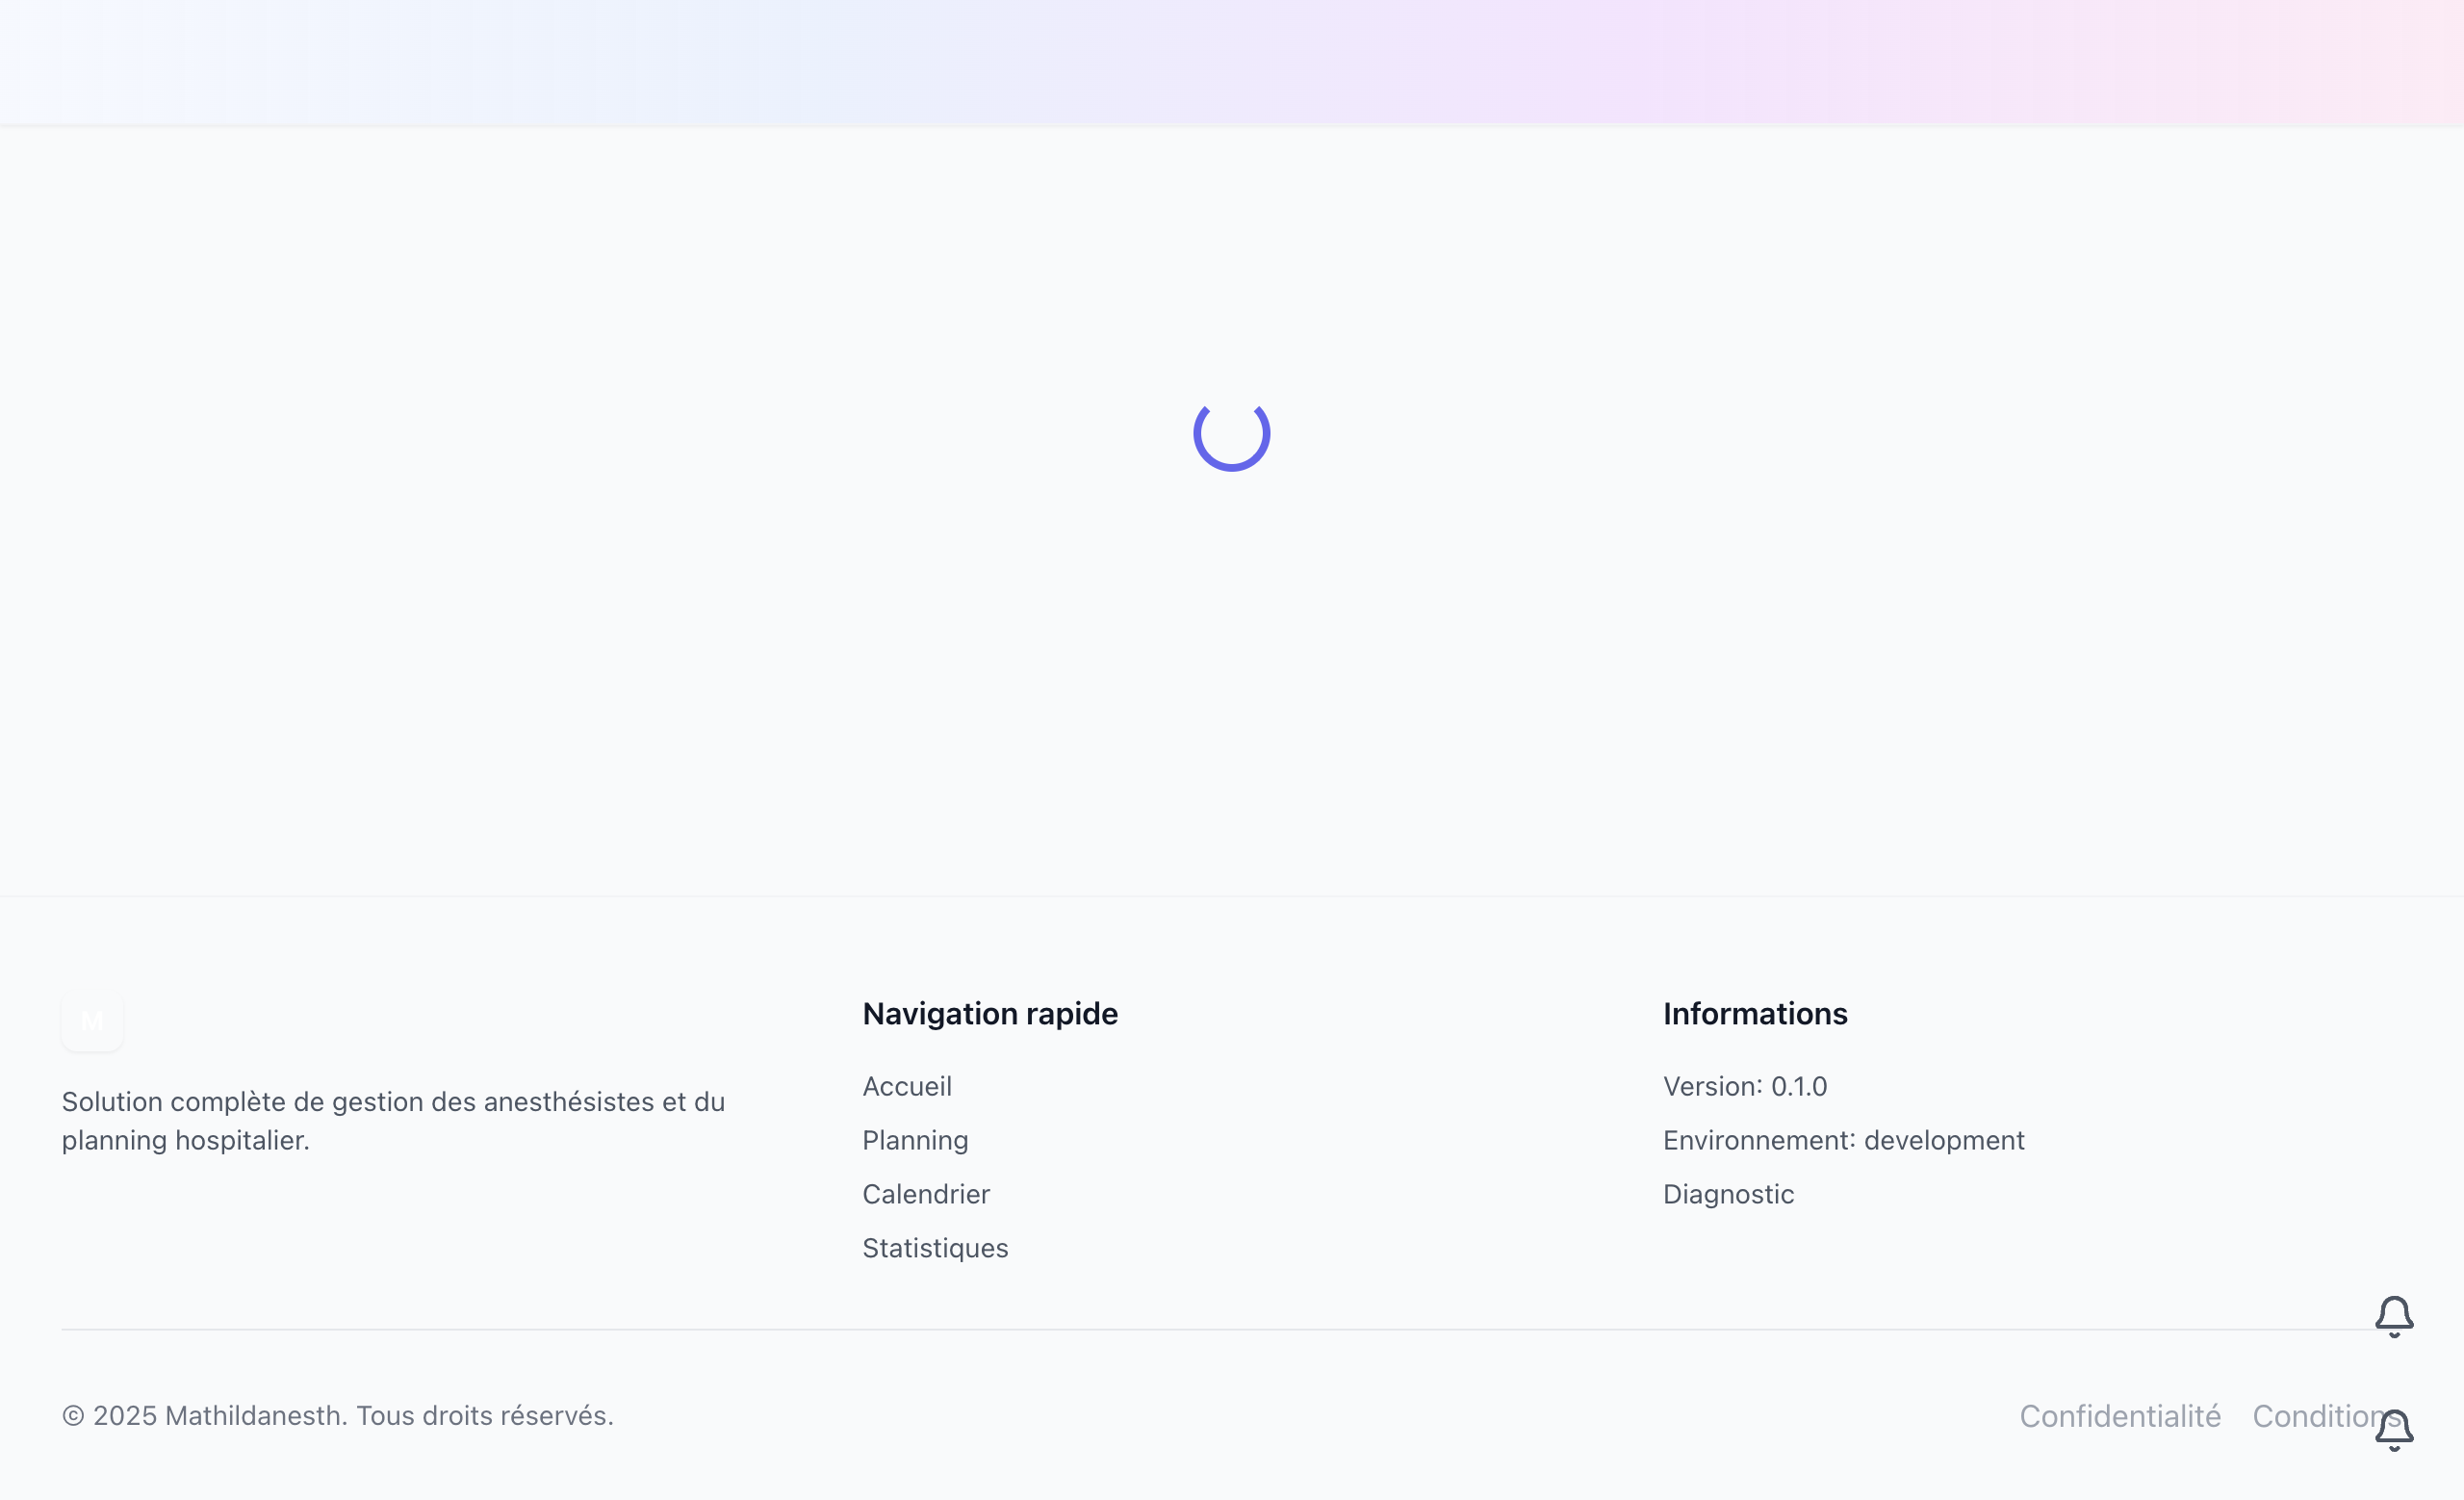 M
Solution complète de gestion des anesthésistes et du
planning hospitalier.
Navigation rapide
Accueil
Planning
Calendrier
Statistiques
Informations
Version: 0.1.0
Environnement: development
Diagnostic
© 2025 Mathildanesth. Tous droits réservés.
Confidentialité Conditions